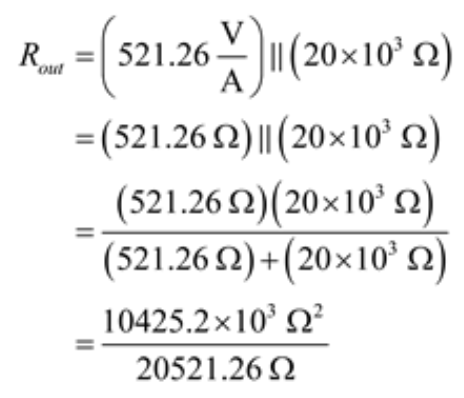 R_out = (521.26 V/A) || (20×10³ Ω)
= (521.26 Ω) || (20×10³ Ω)
= (521.26 Ω)(20×10³ Ω) / (521.26 Ω)+(20×10³ Ω)
= 10425.2×10³ Ω² / 20521.26 Ω